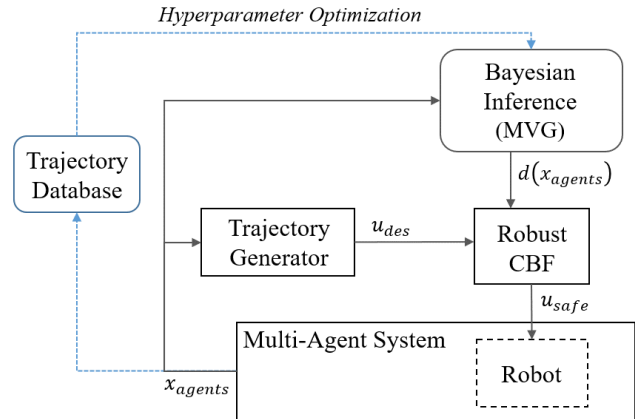 Hyperparameter Optimization
Bayesian
Inference
(MVG)
Trajectory
Database
d(x_agents)
Trajectory
Generator
u_des
Robust
CBF
u_safe
Multi-Agent System
x_agents
Robot